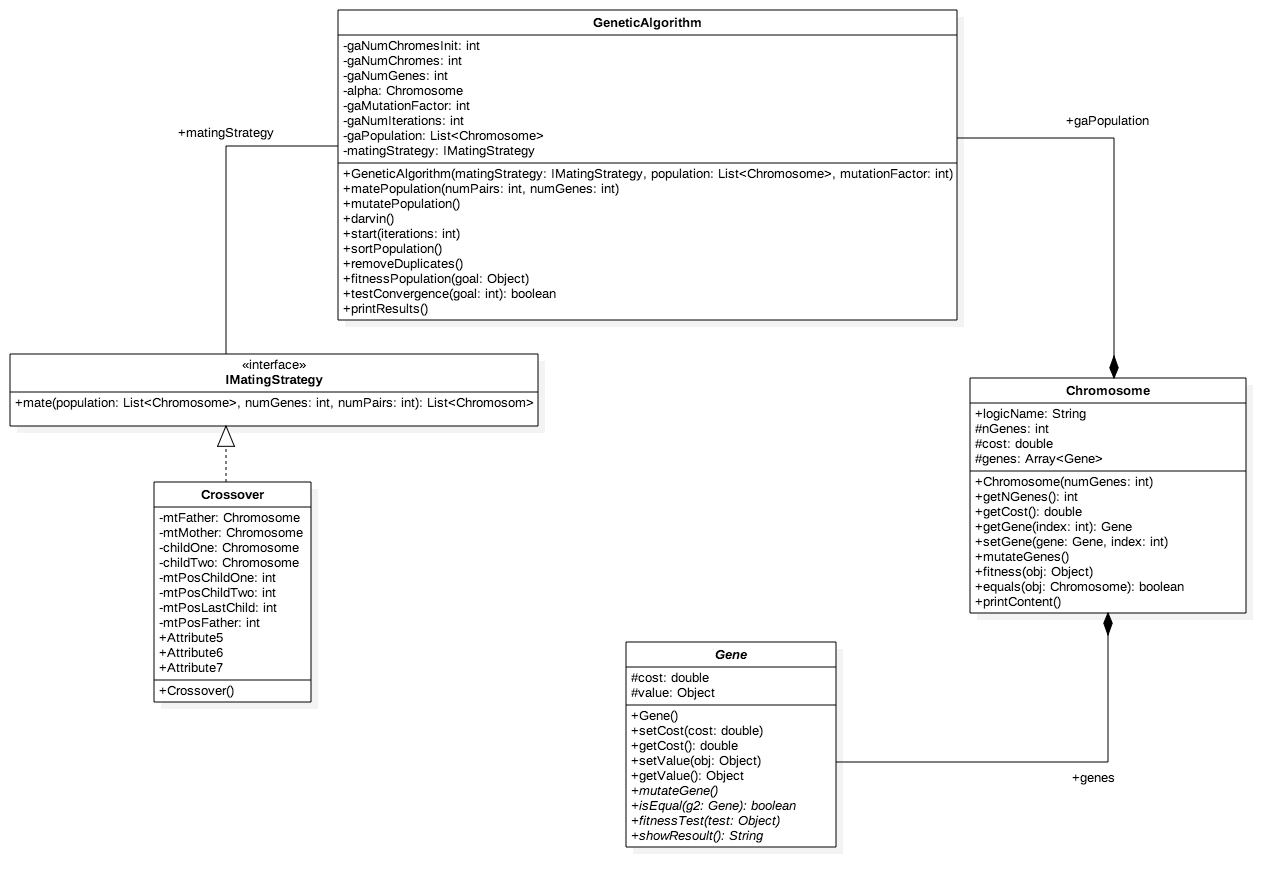 GeneticAlgorithm
-gaNumChromesInit: int
-gaNumChromes: int
-gaNumGenes: int
-alpha: Chromosome
-gaMutationFactor: int
-gaNumIterations: int
-gaPopulation: List<Chromosome>
-matingStrategy: IMatingStrategy
+GeneticAlgorithm(matingStrategy: IMatingStrategy, population: List<Chromosome>, mutationFactor: int)
+matePopulation(numPairs: int, numGenes: int)
+mutatePopulation()
+darvin()
+start(iterations: int)
+sortPopulation()
+removeDuplicates()
+fitnessPopulation(goal: Object)
+testConvergence(goal: int): boolean
+printResults()
+matingStrategy
+gaPopulation
«interface»
IMatingStrategy
+mate(population: List<Chromosome>, numGenes: int, numPairs: int): List<Chromosom>
Crossover
-mtFather: Chromosome
-mtMother: Chromosome
-childOne: Chromosome
-childTwo: Chromosome
-mtPosChildOne: int
-mtPosChildTwo: int
-mtPosLastChild: int
-mtPosFather: int
+Attribute5
+Attribute6
+Attribute7
+Crossover()
Chromosome
+logicName: String
#nGenes: int
#cost: double
#genes: Array<Gene>
+Chromosome(numGenes: int)
+getNGenes(): int
+getCost(): double
+getGene(index: int): Gene
+setGene(gene: Gene, index: int)
+mutateGenes()
+fitness(obj: Object)
+equals(obj: Chromosome): boolean
+printContent()
Gene
#cost: double
#value: Object
+Gene()
+setCost(cost: double)
+getCost(): double
+setValue(obj: Object)
+getValue(): Object
+mutateGene()
+isEqual(g2: Gene): boolean
+fitnessTest(test: Object)
+showResoult(): String
+genes